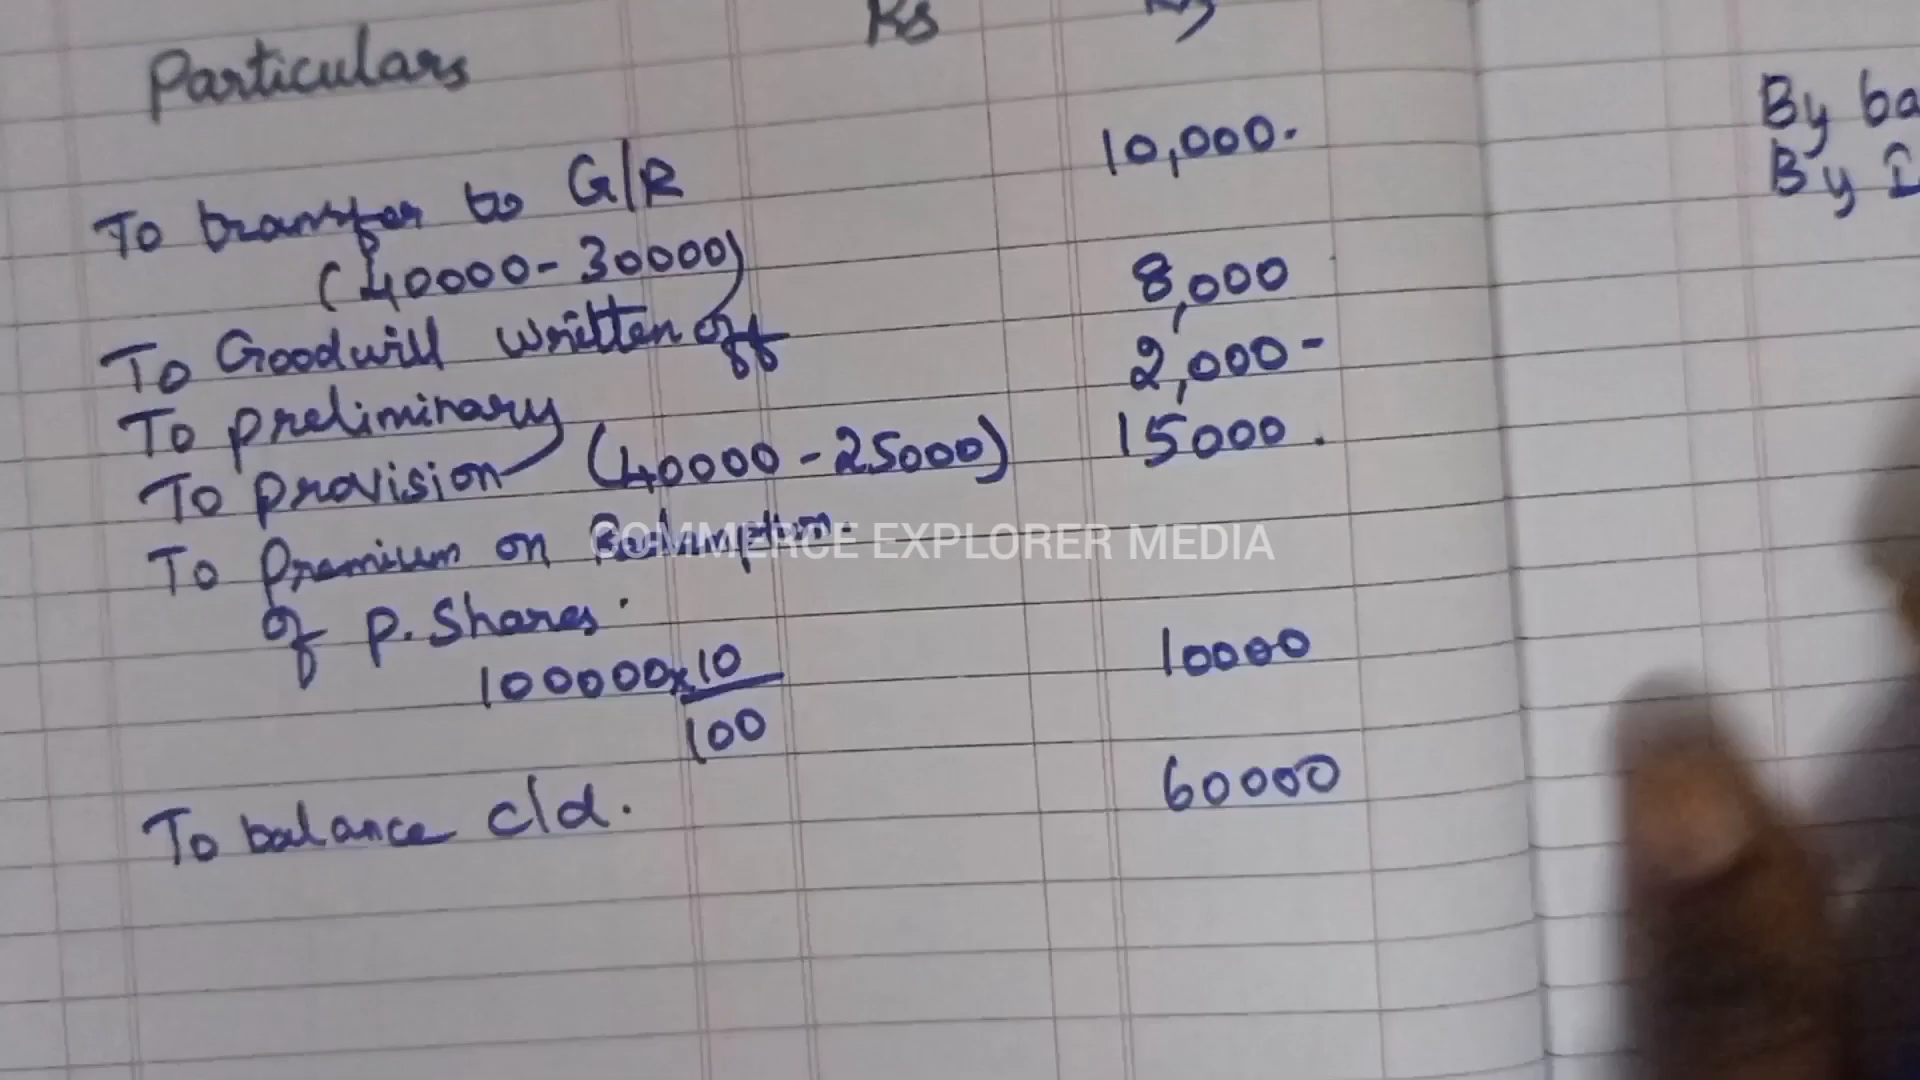 Particulars Rs
To transfer to G/R 10,000.
(40000-30000)
To Goodwill written off 8,000
To preliminary 2,000-
To provision (40000-25000) 15000.
To Premium on Redemption.
COMMERCE EXPLORER MEDIA
of P. Shares.
100000x10/100 10000
To balance c/d. 60000
By
By